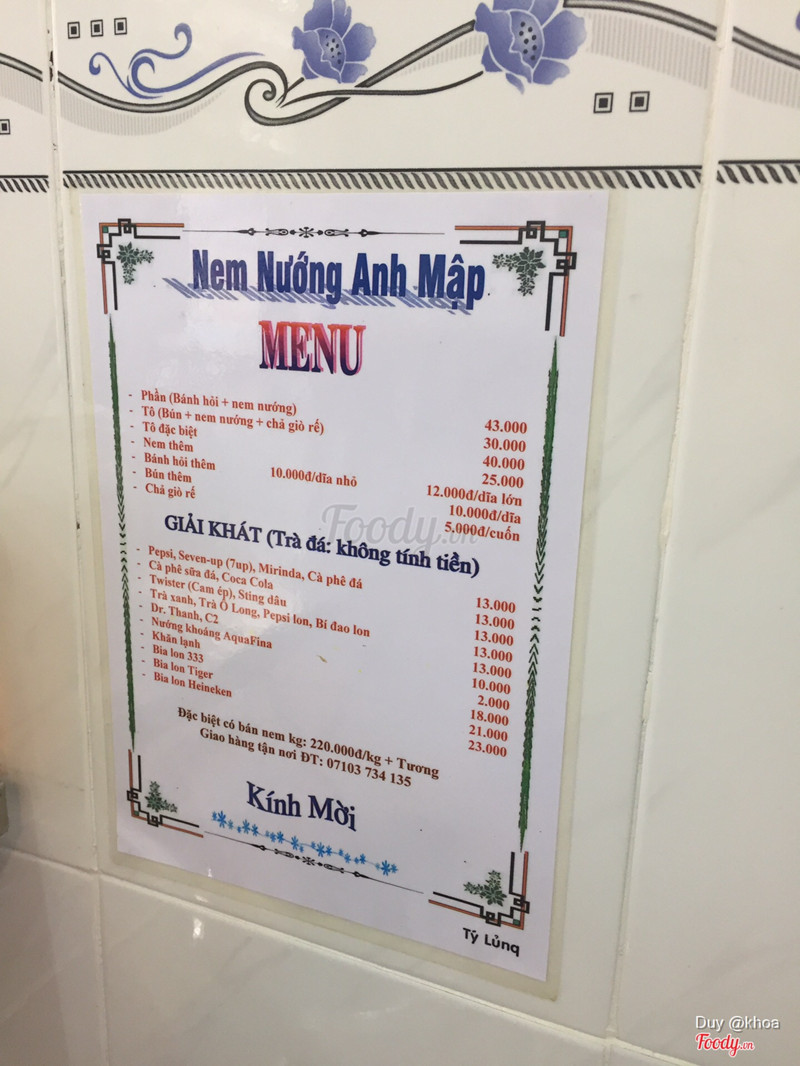 Nem Nướng Anh Mập
MENU
- Phần (Bánh hỏi + nem nướng) 43.000
- Tô (Bún + nem nướng + chả giò rế) 30.000
- Tô đặc biệt 40.000
- Nem thêm 25.000
- Bánh hỏi thêm 10.000đ/dĩa nhỏ 12.000đ/dĩa lớn
- Bún thêm 10.000đ/dĩa
- Chả giò rế 5.000đ/cuốn
Foody.vn
GIẢI KHÁT (Trà đá: không tính tiền)
- Pepsi, Seven-up (7up), Mirinda, Cà phê đá 13.000
- Cà phê sữa đá, Coca Cola 13.000
- Twister (Cam ép), Sting dâu 13.000
- Trà xanh, Trà Ô Long, Pepsi lon, Bí đao lon 13.000
- Dr. Thanh, C2 13.000
- Nướng khoáng AquaFina 10.000
- Khăn lạnh 2.000
- Bia lon 333 18.000
- Bia lon Tiger 21.000
- Bia lon Heineken 23.000
Đặc biệt có bán nem kg: 220.000đ/kg + Tương
Giao hàng tận nơi ĐT: 07103 734 135
Kính Mời
Tý Lủnq
Duy @khoa
Foody.vn